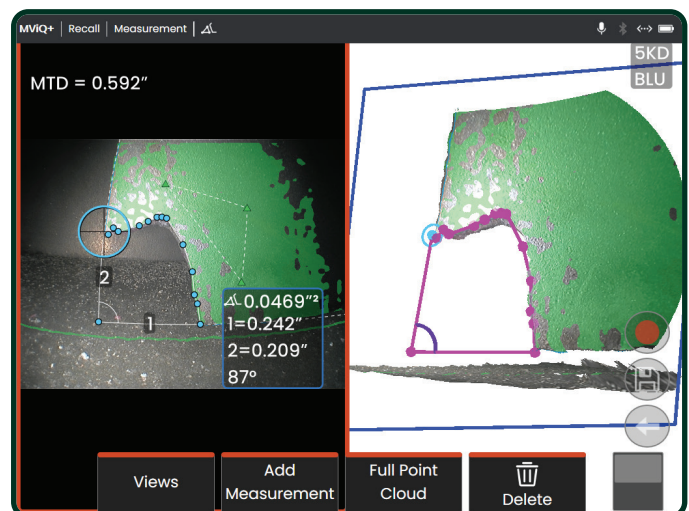 MViQ+ | Recall | Measurement |
5KD
BLU
MTD = 0.592"
2
1
0.0469"²
1=0.242"
2=0.209"
87°
Views
Add
Measurement
Full Point
Cloud
Delete